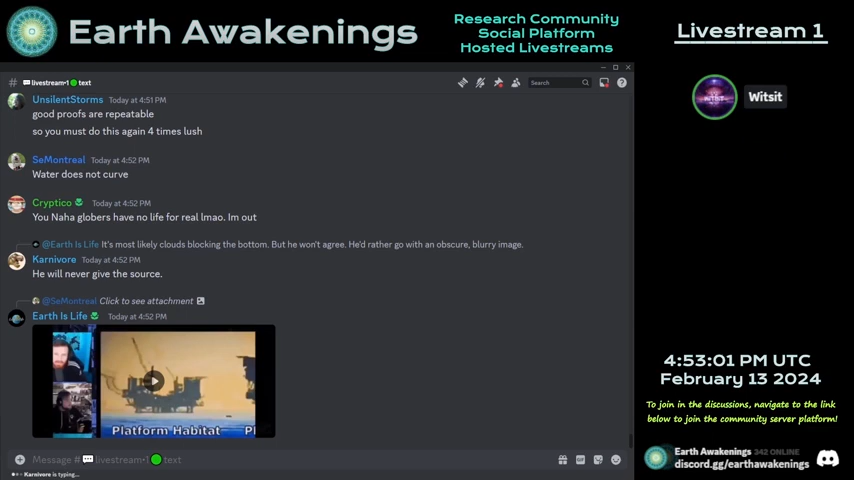 Earth Awakenings
Research Community
Social Platform
Hosted Livestreams
Livestream 1
# livestream-1 text
Search
UnsilentStorms Today at 4:51 PM
good proofs are repeatable
so you must do this again 4 times lush
SeMontreal Today at 4:52 PM
Water does not curve
Cryptico Today at 4:52 PM
You Naha globers have no life for real lmao. Im out
@Earth Is Life It's most likely clouds blocking the bottom. But he won't agree. He'd rather go with an obscure, blurry image.
Karnivore Today at 4:52 PM
He will never give the source.
@SeMontreal Click to see attachment
Earth Is Life Today at 4:52 PM
Platform Habitat
Pl
Message # livestream-1 text
Karnivore is typing...
WITSIT
Witsit
4:53:01 PM UTC
February 13 2024
To join in the discussions, navigate to the link
below to join the community server platform!
Earth Awakenings 342 ONLINE
discord.gg/earthawakenings